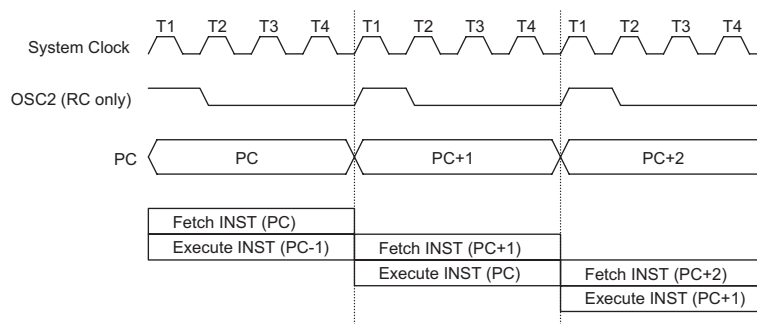 T1 T2 T3 T4 T1 T2 T3 T4 T1 T2 T3 T4
System Clock
OSC2 (RC only)
PC PC PC+1 PC+2
Fetch INST (PC)
Execute INST (PC-1) Fetch INST (PC+1)
Execute INST (PC) Fetch INST (PC+2)
Execute INST (PC+1)